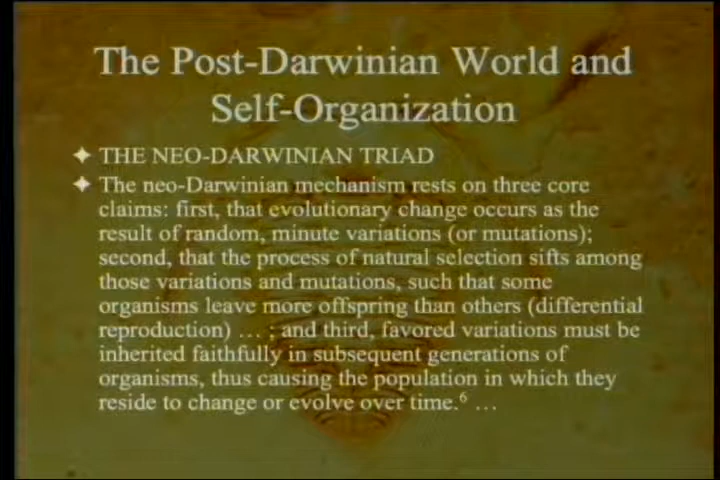 The Post-Darwinian World and
Self-Organization
THE NEO-DARWINIAN TRIAD
The neo-Darwinian mechanism rests on three core
claims: first, that evolutionary change occurs as the
result of random, minute variations (or mutations);
second, that the process of natural selection sifts among
those variations and mutations, such that some
organisms leave more offspring than others (differential
reproduction) … ; and third, favored variations must be
inherited faithfully in subsequent generations of
organisms, thus causing the population in which they
reside to change or evolve over time.⁶ …